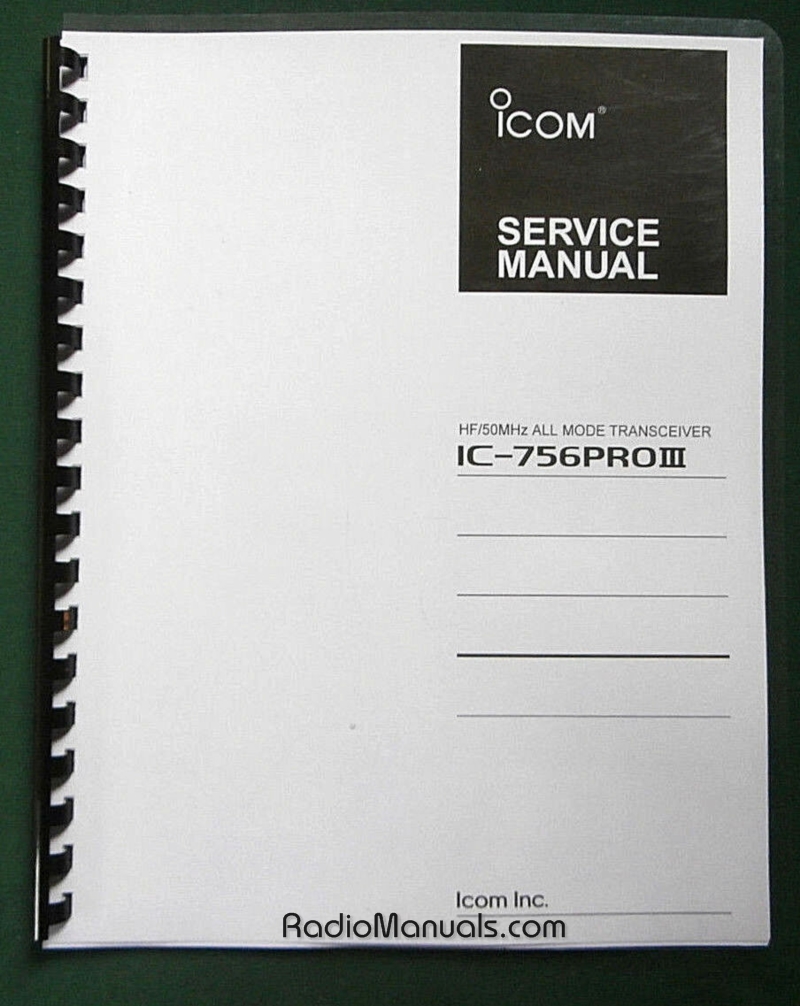 iCOM®
SERVICE
MANUAL
HF/50MHz ALL MODE TRANSCEIVER
IC-756PROIII
Icom Inc.
RadioManuals.com